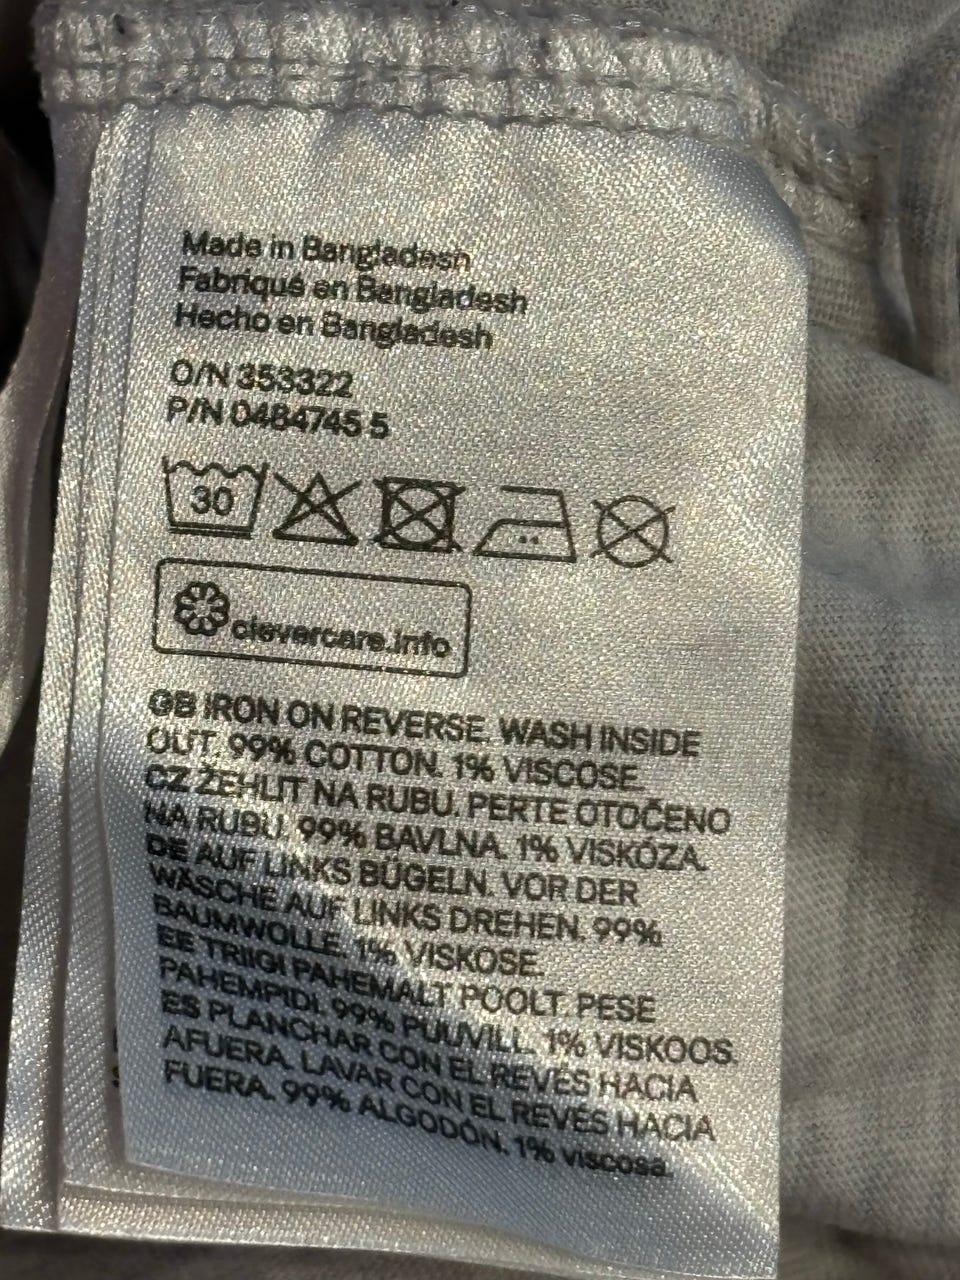 Made in Bangladesh
Fabriqué en Bangladesh
Hecho en Bangladesh
O/N 353322
P/N 0484745 5
30
clevercare.info
GB IRON ON REVERSE. WASH INSIDE
OUT. 99% COTTON. 1% VISCOSE.
CZ ŽEHLIT NA RUBU. PERTE OTOČENO
NA RUBU. 99% BAVLNA. 1% VISKÓZA.
DE AUF LINKS BÜGELN. VOR DER
WÄSCHE AUF LINKS DREHEN. 99%
BAUMWOLLE. 1% VISKOSE.
EE TRIIGI PAHEMALT POOLT. PESE
PAHEMPIDI. 99% PUUVILL. 1% VISKOOS.
ES PLANCHAR CON EL REVÉS HACIA
AFUERA. LAVAR CON EL REVÉS HACIA
FUERA. 99% ALGODÓN. 1% viscosa.